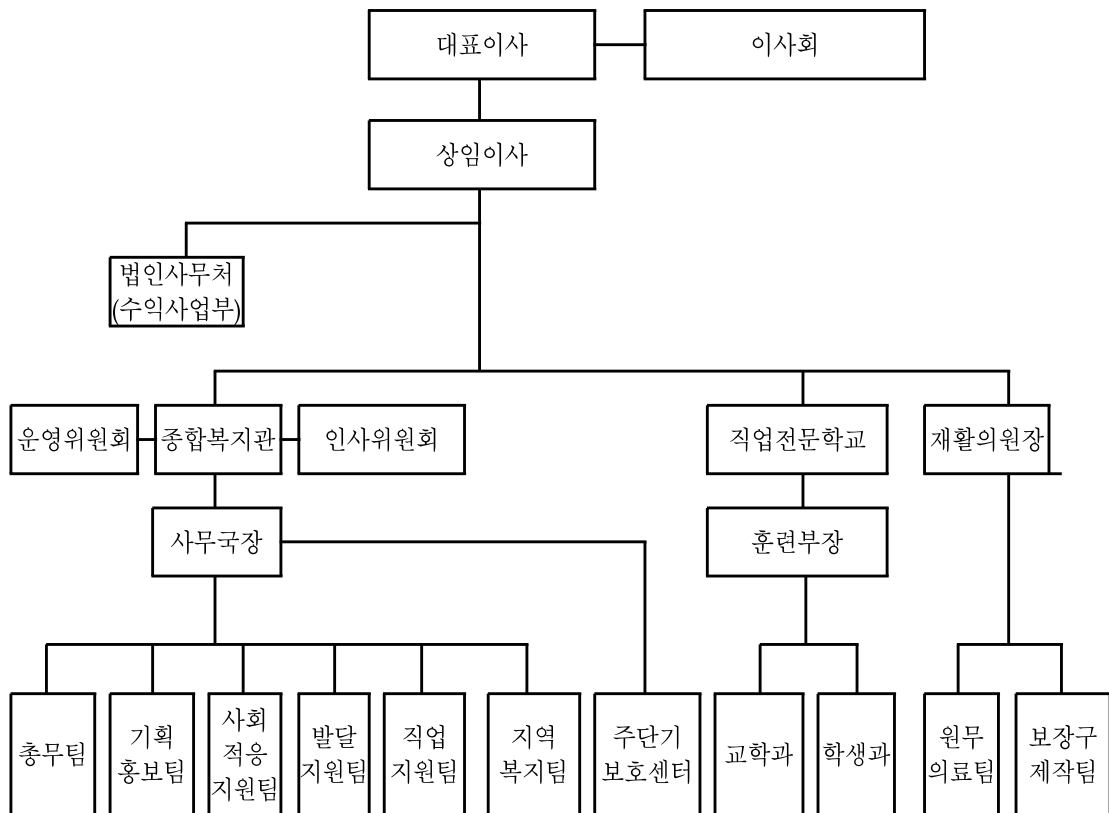 대표이사
이사회
상임이사
법인사무처
(수익사업부)
운영위원회
종합복지관
인사위원회
직업전문학교
재활의원장
사무국장
훈련부장
총무팀
기획
홍보팀
사회
적응
지원팀
발달
지원팀
직업
지원팀
지역
복지팀
주단기
보호센터
교학과
학생과
원무
의료팀
보장구
제작팀